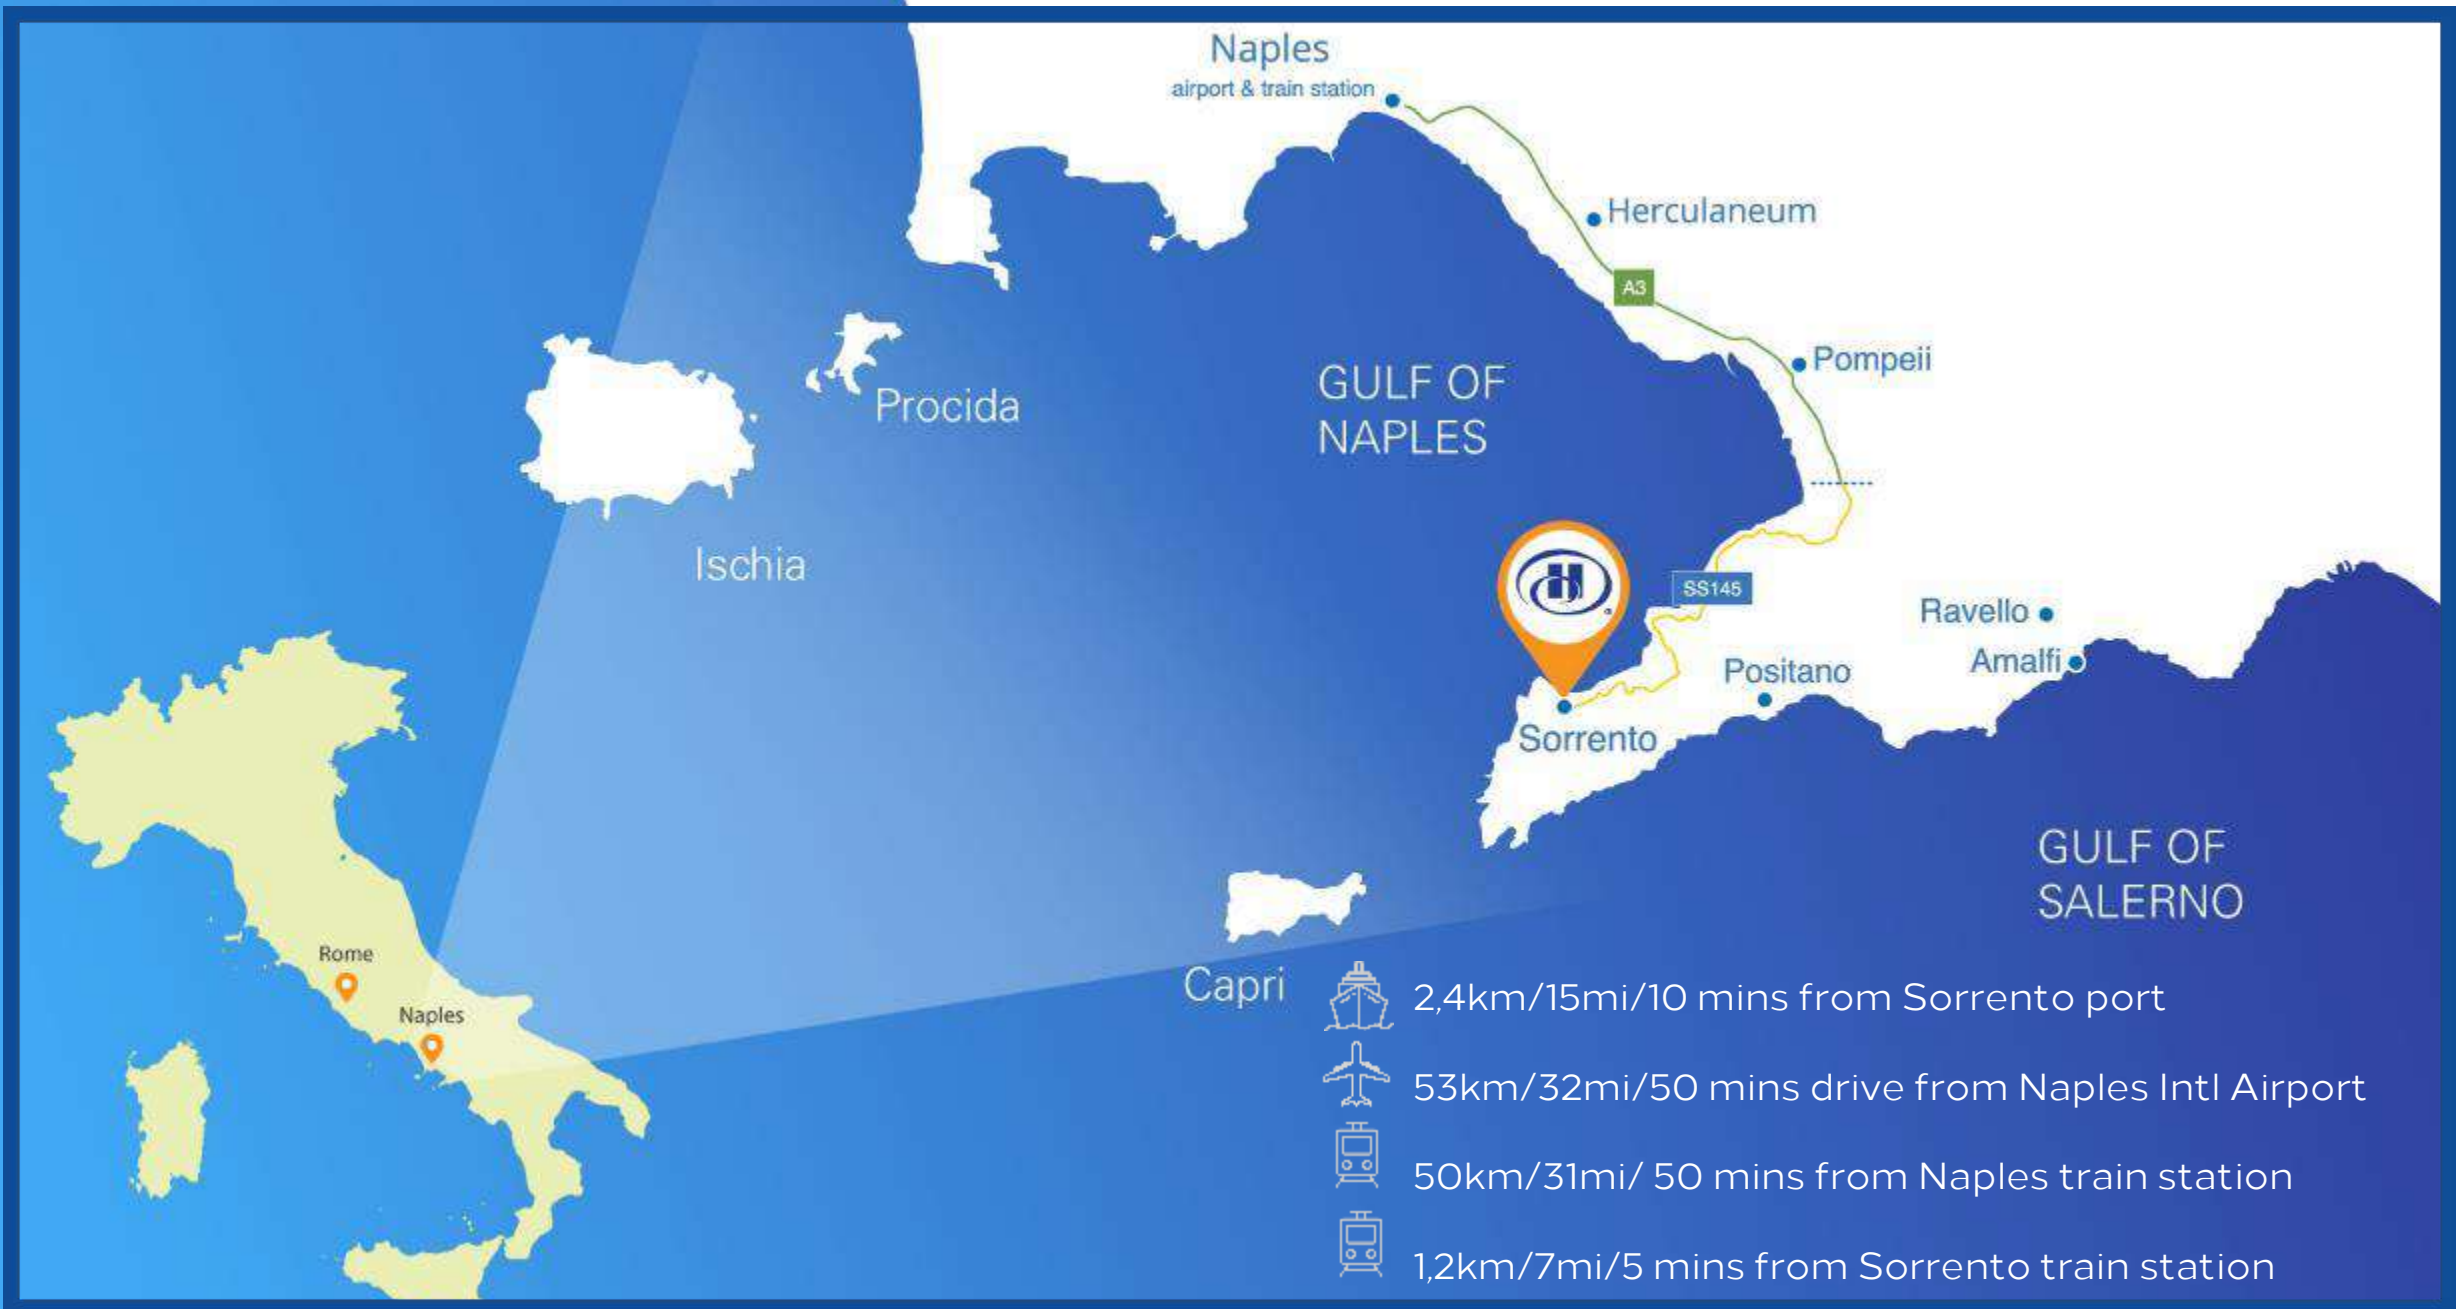 Naples
airport & train station
Herculaneum
A3
Pompeii
Procida
GULF OF
NAPLES
Ischia
H
SS145
Ravello
Amalfi
Positano
Sorrento
GULF OF
SALERNO
Capri
Rome
Naples
2,4km/15mi/10 mins from Sorrento port
53km/32mi/50 mins drive from Naples Intl Airport
50km/31mi/ 50 mins from Naples train station
1,2km/7mi/5 mins from Sorrento train station